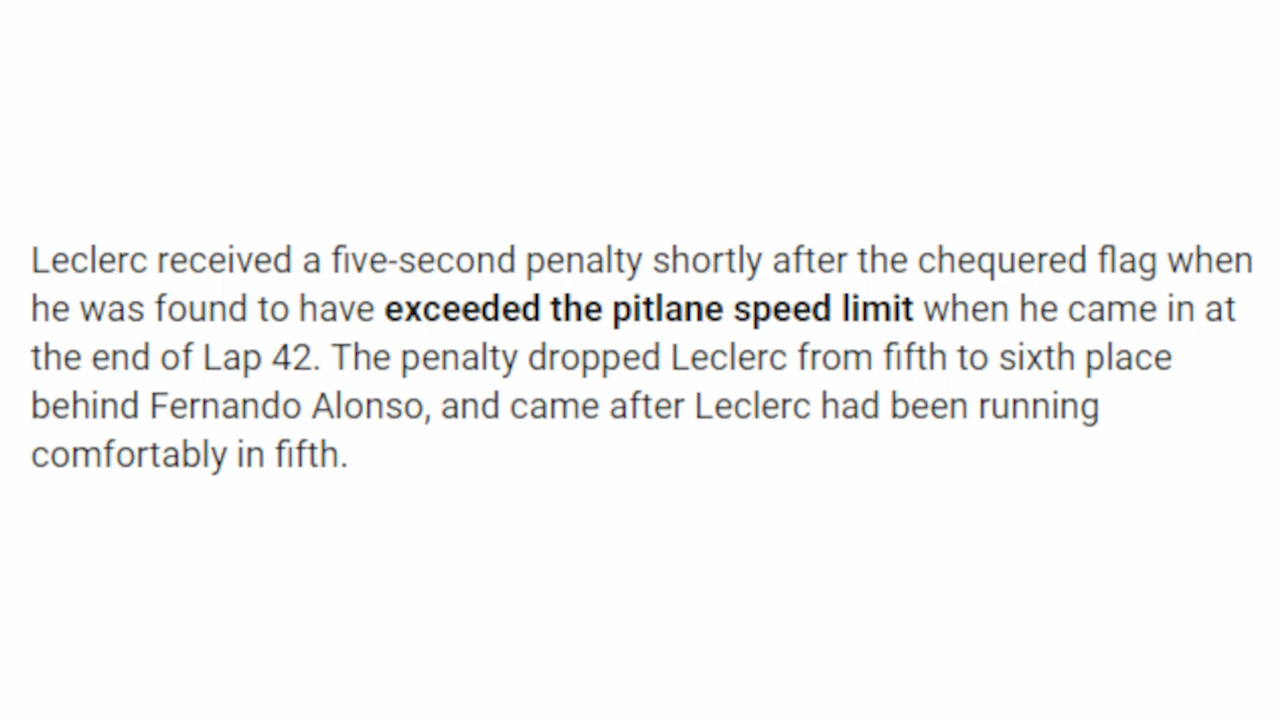 Leclerc received a five-second penalty shortly after the chequered flag when
he was found to have exceeded the pitlane speed limit when he came in at
the end of Lap 42. The penalty dropped Leclerc from fifth to sixth place
behind Fernando Alonso, and came after Leclerc had been running
comfortably in fifth.